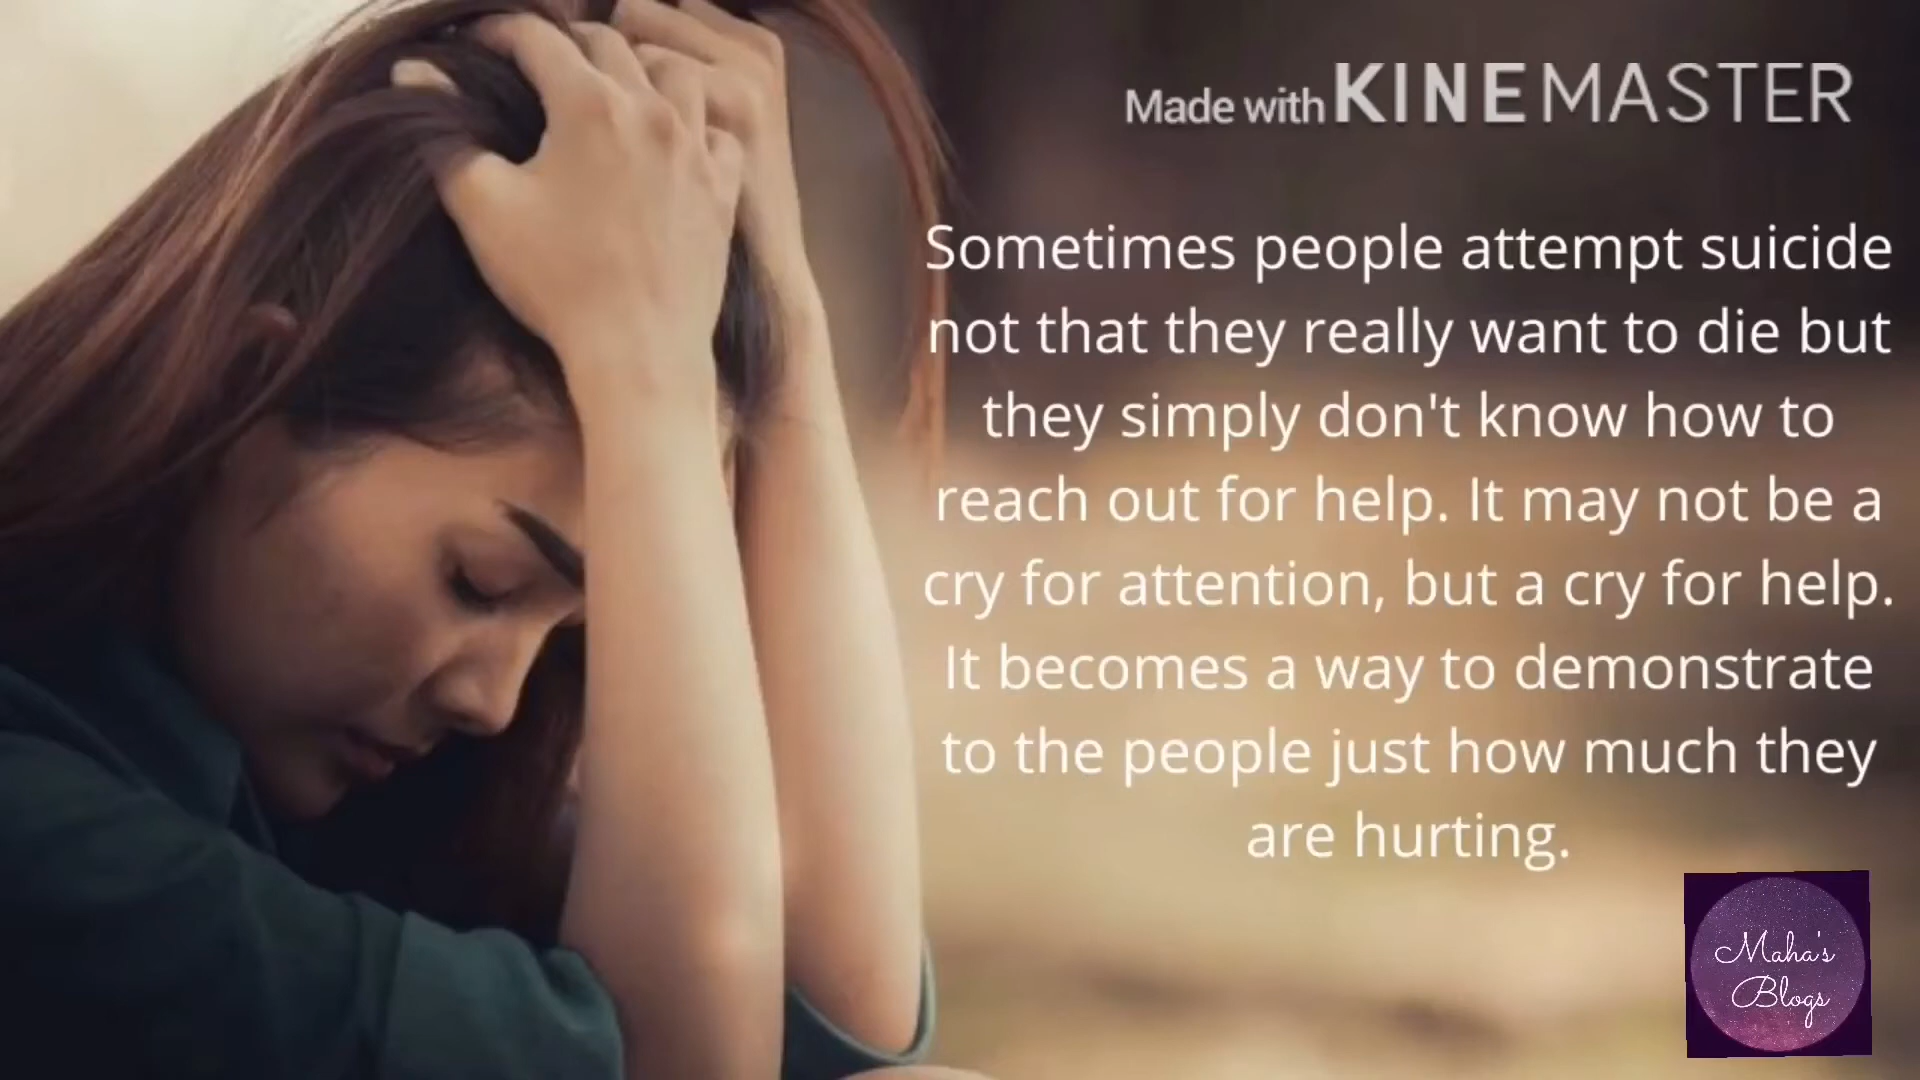 Made with KINEMASTER
Sometimes people attempt suicide
not that they really want to die but
they simply don't know how to
reach out for help. It may not be a
cry for attention, but a cry for help.
It becomes a way to demonstrate
to the people just how much they
are hurting.
Maha's
Blogs